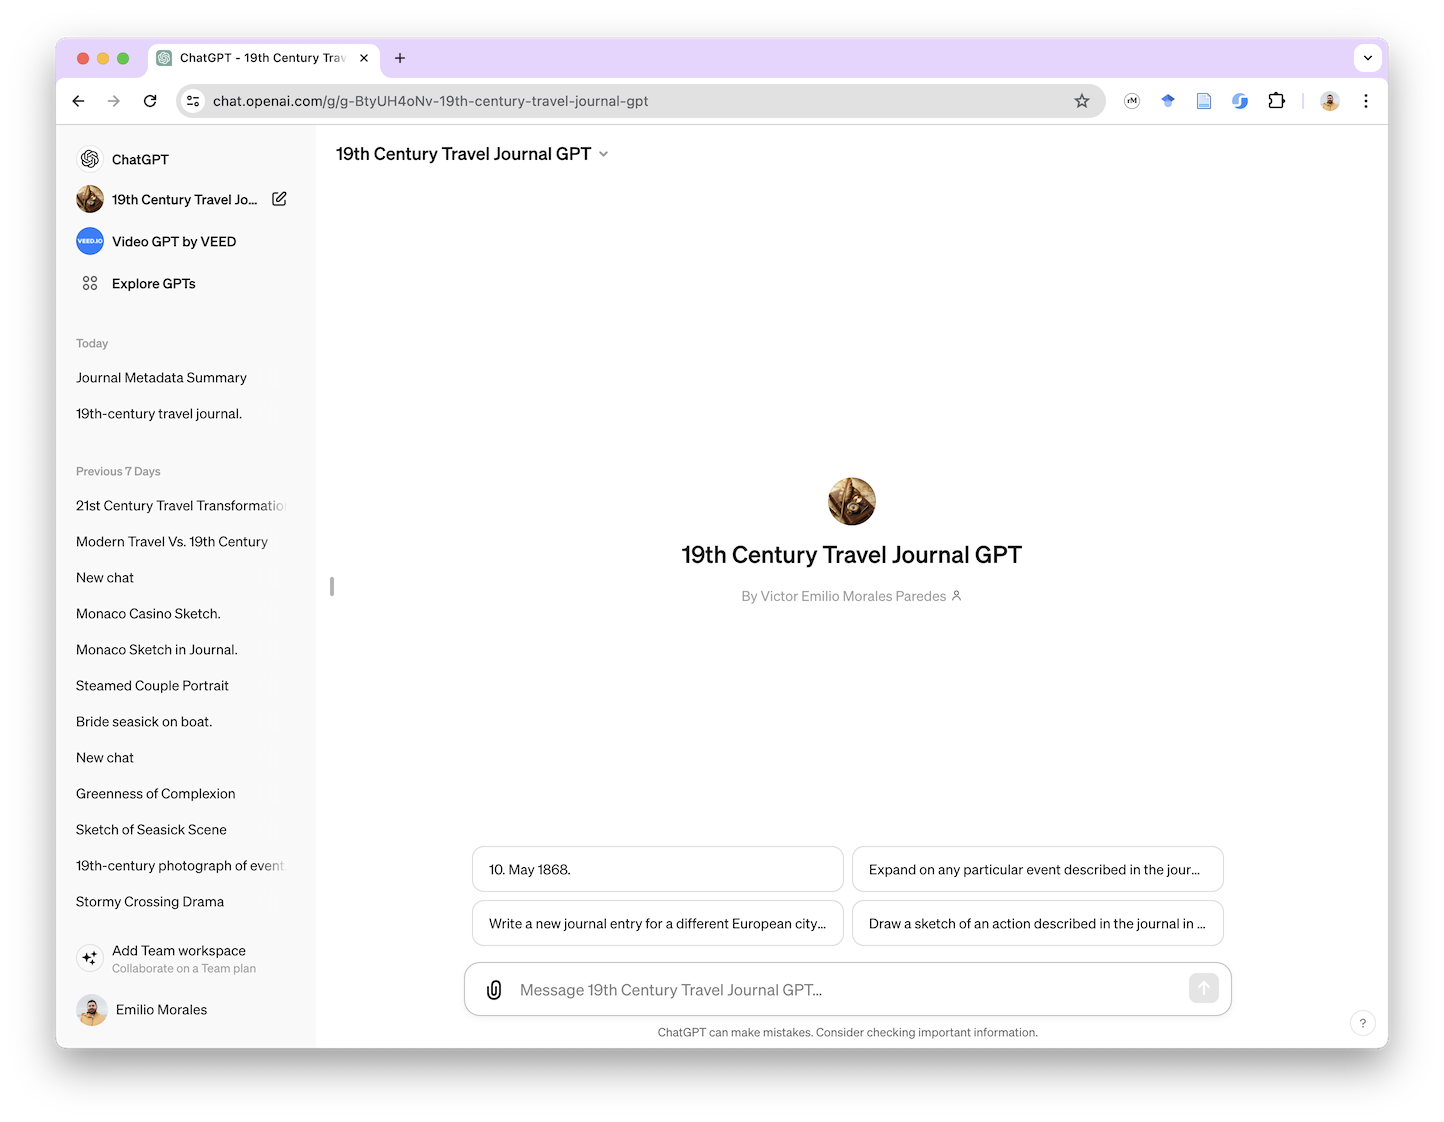 ChatGPT - 19th Century Trav
chat.openai.com/g/g-BtyUH4oNv-19th-century-travel-journal-gpt
rM
ChatGPT
19th Century Travel Jo...
VEED.IO
Video GPT by VEED
Explore GPTs
Today
Journal Metadata Summary
19th-century travel journal.
Previous 7 Days
21st Century Travel Transformatio
Modern Travel Vs. 19th Century
New chat
Monaco Casino Sketch.
Monaco Sketch in Journal.
Steamed Couple Portrait
Bride seasick on boat.
New chat
Greenness of Complexion
Sketch of Seasick Scene
19th-century photograph of event
Stormy Crossing Drama
Add Team workspace
Collaborate on a Team plan
Emilio Morales
19th Century Travel Journal GPT
19th Century Travel Journal GPT
By Victor Emilio Morales Paredes
10. May 1868.
Expand on any particular event described in the jour...
Write a new journal entry for a different European city...
Draw a sketch of an action described in the journal in ...
Message 19th Century Travel Journal GPT...
ChatGPT can make mistakes. Consider checking important information.
?